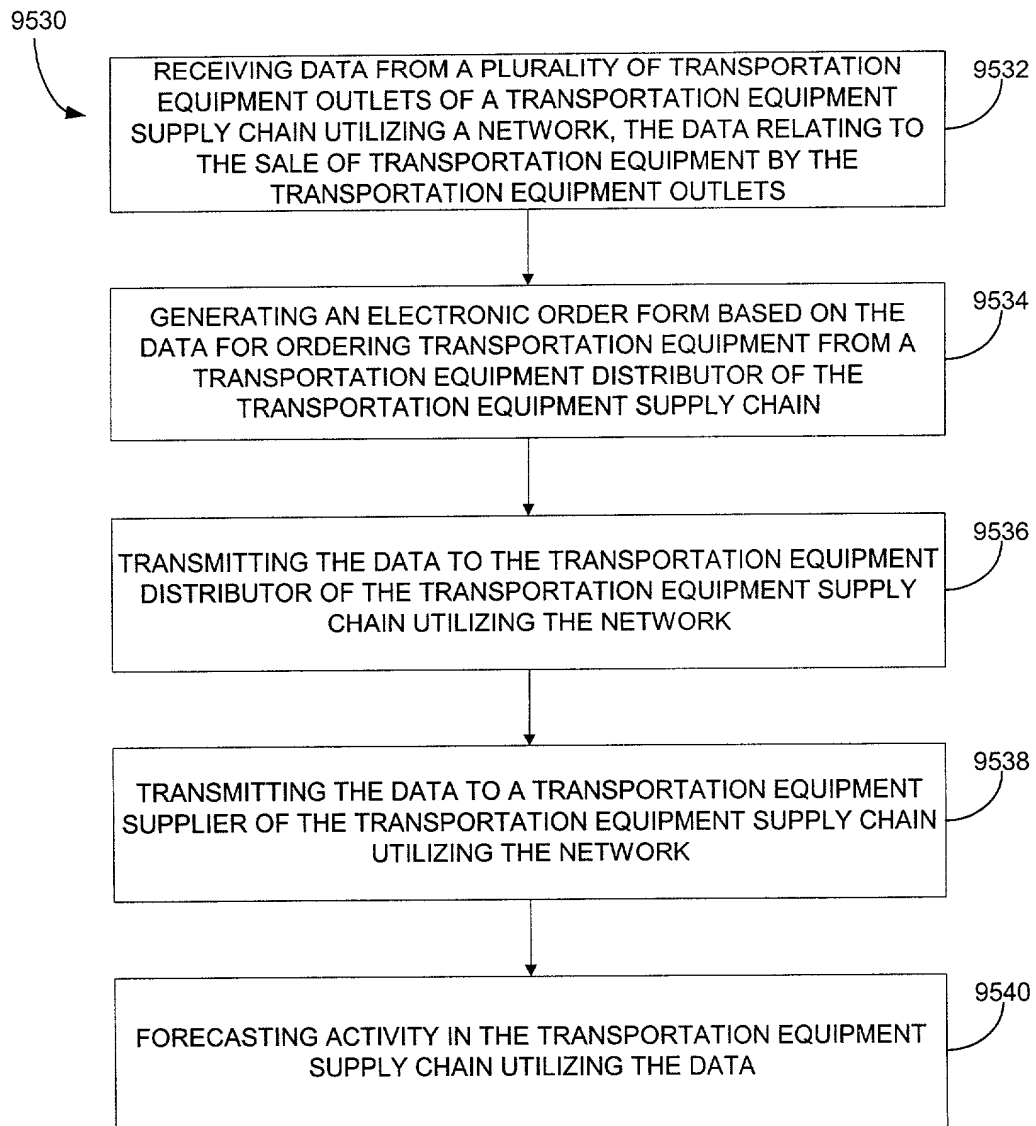 9530
RECEIVING DATA FROM A PLURALITY OF TRANSPORTATION
EQUIPMENT OUTLETS OF A TRANSPORTATION EQUIPMENT
SUPPLY CHAIN UTILIZING A NETWORK, THE DATA RELATING TO
THE SALE OF TRANSPORTATION EQUIPMENT BY THE
TRANSPORTATION EQUIPMENT OUTLETS
9532
GENERATING AN ELECTRONIC ORDER FORM BASED ON THE
DATA FOR ORDERING TRANSPORTATION EQUIPMENT FROM A
TRANSPORTATION EQUIPMENT DISTRIBUTOR OF THE
TRANSPORTATION EQUIPMENT SUPPLY CHAIN
9534
TRANSMITTING THE DATA TO THE TRANSPORTATION EQUIPMENT
DISTRIBUTOR OF THE TRANSPORTATION EQUIPMENT SUPPLY
CHAIN UTILIZING THE NETWORK
9536
TRANSMITTING THE DATA TO A TRANSPORTATION EQUIPMENT
SUPPLIER OF THE TRANSPORTATION EQUIPMENT SUPPLY CHAIN
UTILIZING THE NETWORK
9538
FORECASTING ACTIVITY IN THE TRANSPORTATION EQUIPMENT
SUPPLY CHAIN UTILIZING THE DATA
9540